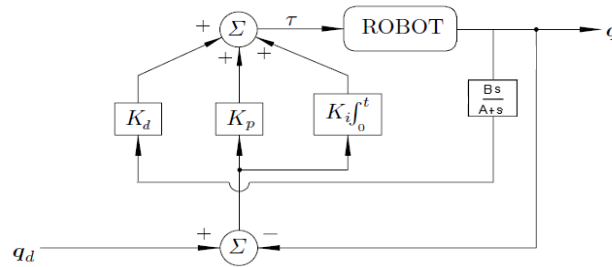 + Σ τ ROBOT q
+ +
K_d K_p K_i∫_0^t Bs/A+s
+ −
q_d Σ